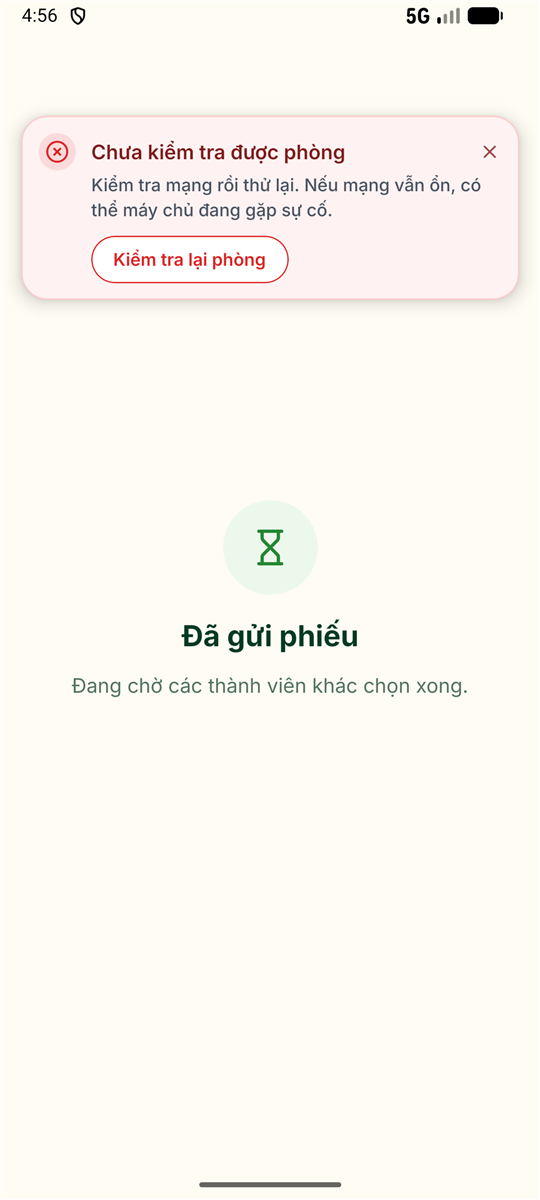 4:56
5G
Chưa kiểm tra được phòng
Kiểm tra mạng rồi thử lại. Nếu mạng vẫn ổn, có
thể máy chủ đang gặp sự cố.
Kiểm tra lại phòng
Đã gửi phiếu
Đang chờ các thành viên khác chọn xong.